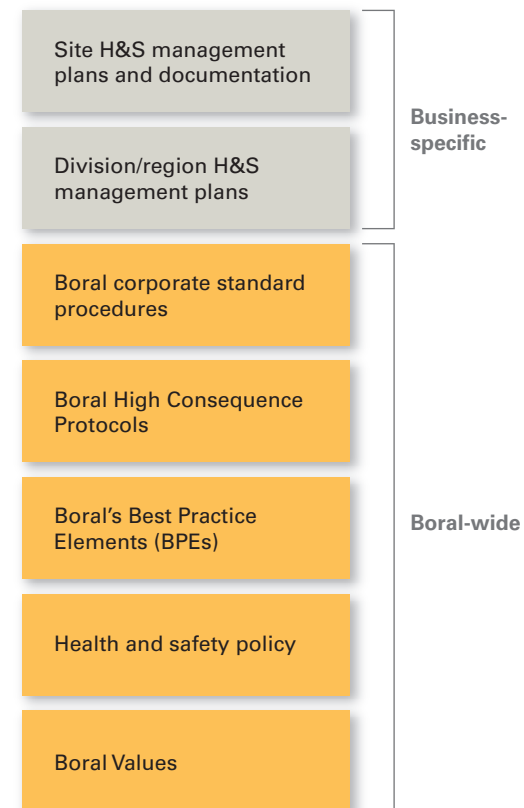 Site H&S management
plans and documentation
Division/region H&S
management plans
Business-
specific
Boral corporate standard
procedures
Boral High Consequence
Protocols
Boral's Best Practice
Elements (BPEs)
Health and safety policy
Boral Values
Boral-wide